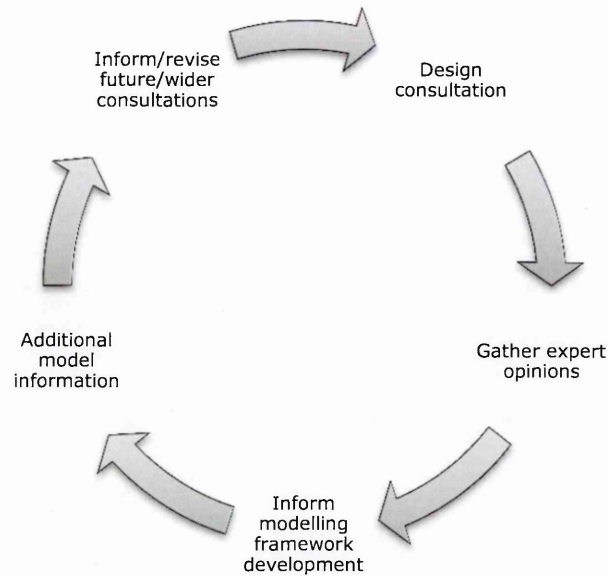 Inform/revise
future/wider
consultations
Design
consultation
Gather expert
opinions
Inform
modelling
framework
development
Additional
model
information